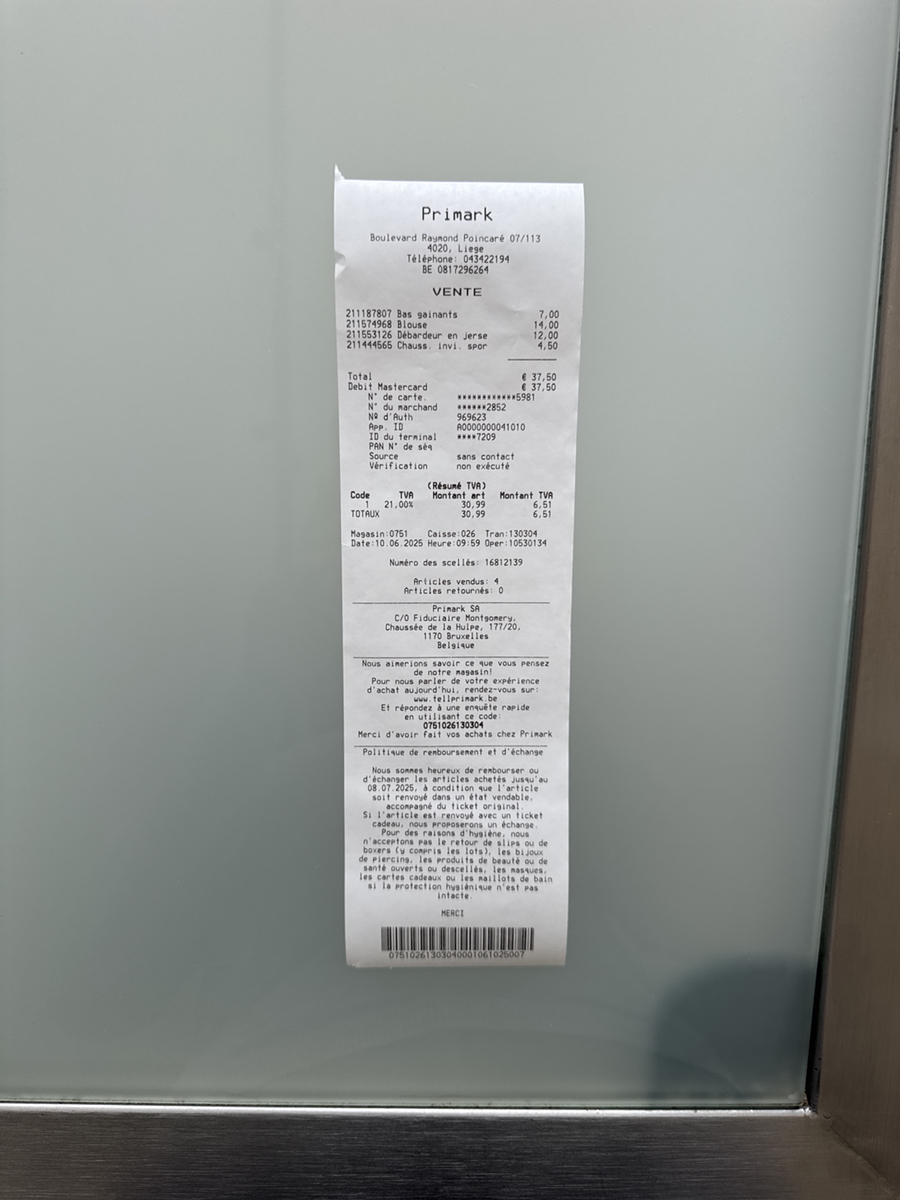 Primark
Boulevard Raymond Poincaré 07/113
4020, Liege
Téléphone: 043422194
BE 0817296264
VENTE
211187807 Bas gainants 7,00
211574968 Blouse 14,00
211553126 Débardeur en jerse 12,00
211444565 Chauss. invi. spor 4,50
Total € 37,50
Debit Mastercard € 37,50
N° de carte. ************5981
N° du marchand ******2852
Nº d'Auth 969623
App. ID A0000000041010
ID du terminal ****7209
PAN N° de séq
Source sans contact
Vérification non exécuté
(Résumé TVA)
Code TVA Montant art Montant TVA
1 21,00% 30,99 6,51
TOTAUX 30,99 6,51
Magasin:0751 Caisse:026 Tran:130304
Date:10.06.2025 Heure:09:59 Oper:10530134
Numéro des scellés: 16812139
Articles vendus: 4
Articles retournés: 0
Primark SA
C/O Fiduciaire Montgomery,
Chaussée de la Hulpe, 177/20,
1170 Bruxelles
Belgique
Nous aimerions savoir ce que vous pensez
de notre magasin!
Pour nous parler de votre expérience
d'achat aujourd'hui, rendez-vous sur:
www.tellprimark.be
Et répondez à une enquête rapide
en utilisant ce code:
0751026130304
Merci d'avoir fait vos achats chez Primark
Politique de remboursement et d'échange
Nous sommes heureux de rembourser ou
d'échanger les articles achetés jusqu'au
08.07.2025, à condition que l'article
soit renvoyé dans un état vendable,
accompagné du ticket original.
Si l'article est renvoyé avec un ticket
cadeau, nous proposerons un échange.
Pour des raisons d'hygiène, nous
n'acceptons pas le retour de slips ou de
boxers (y compris les lots), les bijoux
de piercing, les produits de beauté ou de
santé ouverts ou descellés, les masques,
les cartes cadeaux ou les maillots de bain
si la protection hygiénique n'est pas
intacte.
MERCI
07510261303040001061025007